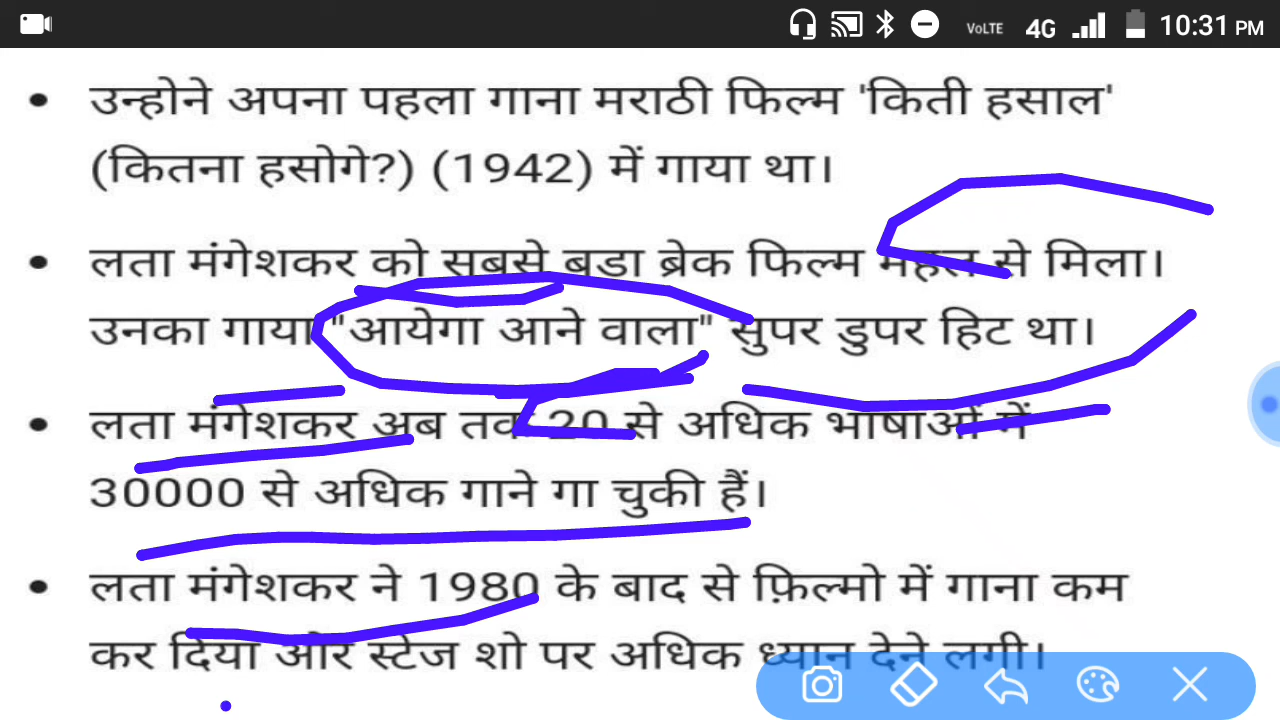 VoLTE 4G 10:31 PM
• उन्होने अपना पहला गाना मराठी फिल्म 'किती हसाल'
(कितना हसोगे?) (1942) में गाया था।
• लता मंगेशकर को सबसे बडा ब्रेक फिल्म महल से मिला।
उनका गाया "आयेगा आने वाला" सुपर डुपर हिट था।
• लता मंगेशकर अब तक 20 से अधिक भाषाओं में
30000 से अधिक गाने गा चुकी हैं।
• लता मंगेशकर ने 1980 के बाद से फ़िल्मो में गाना कम
कर दिया और स्टेज शो पर अधिक ध्यान देने लगी।